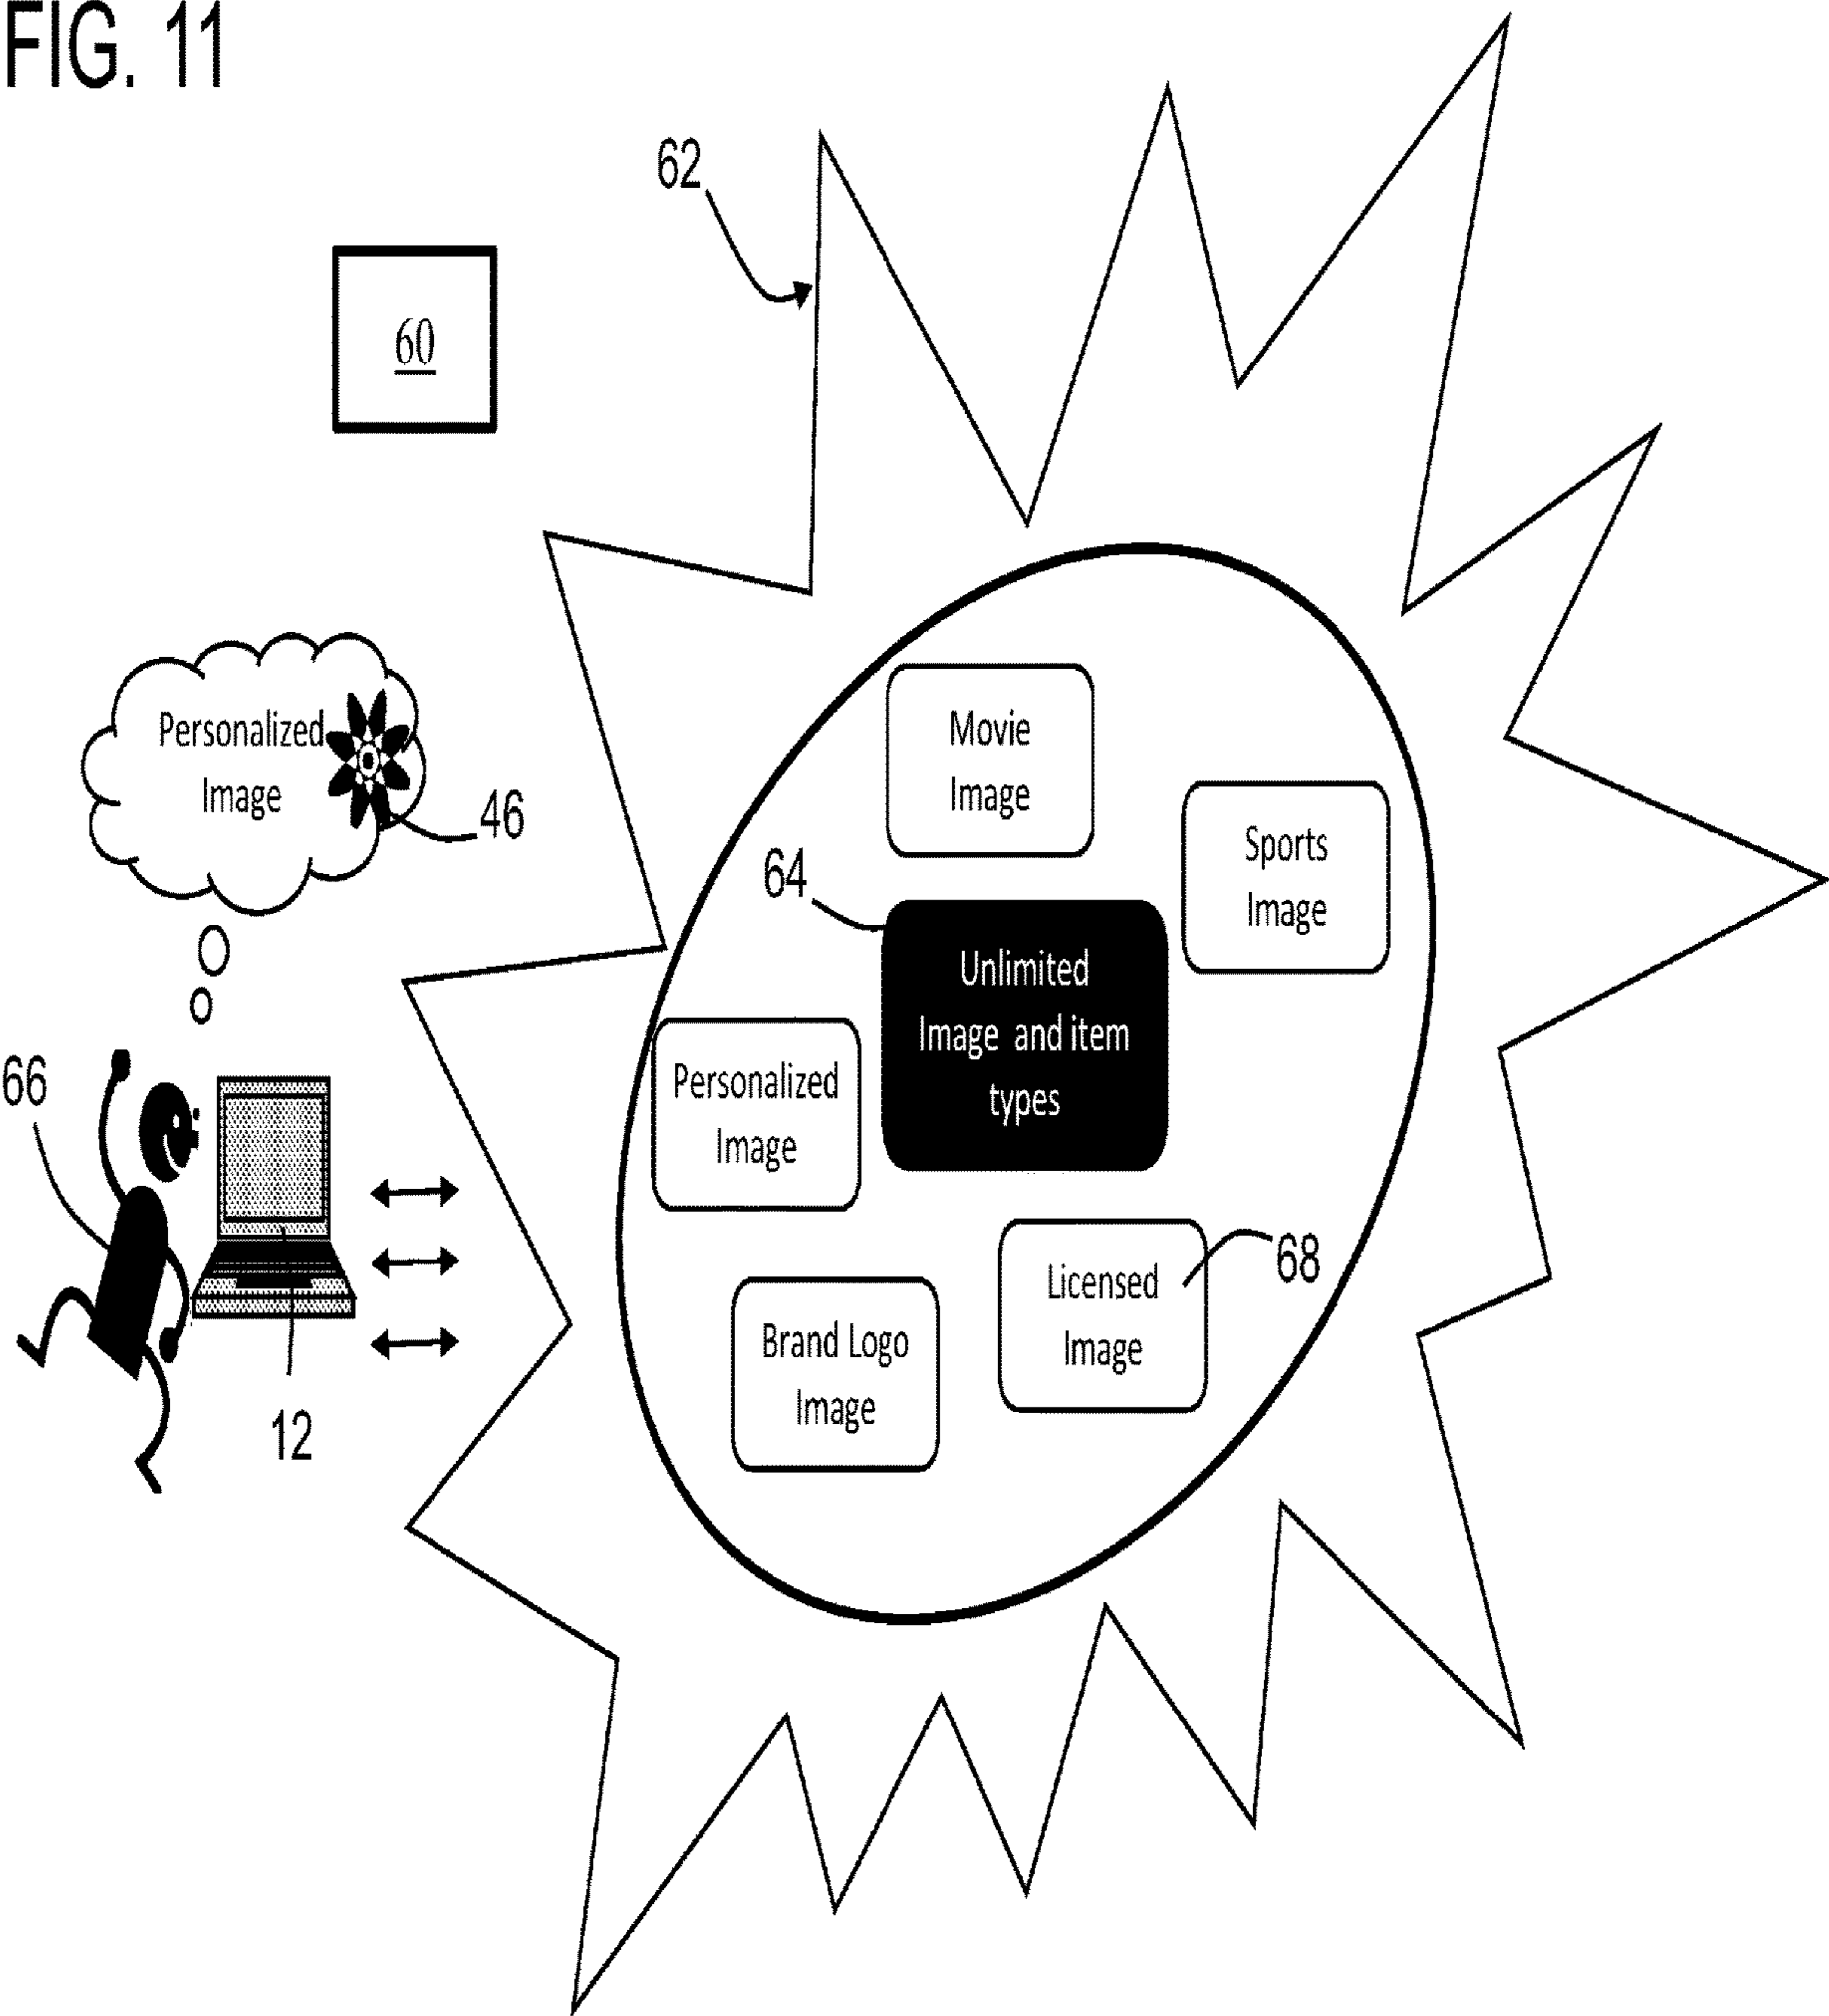 FIG. 11
62
60
Personalized
Image
46
Movie
Image
Sports
Image
64
Unlimited
Image and item
types
66
Personalized
Image
Licensed
Image
68
Brand Logo
Image
12